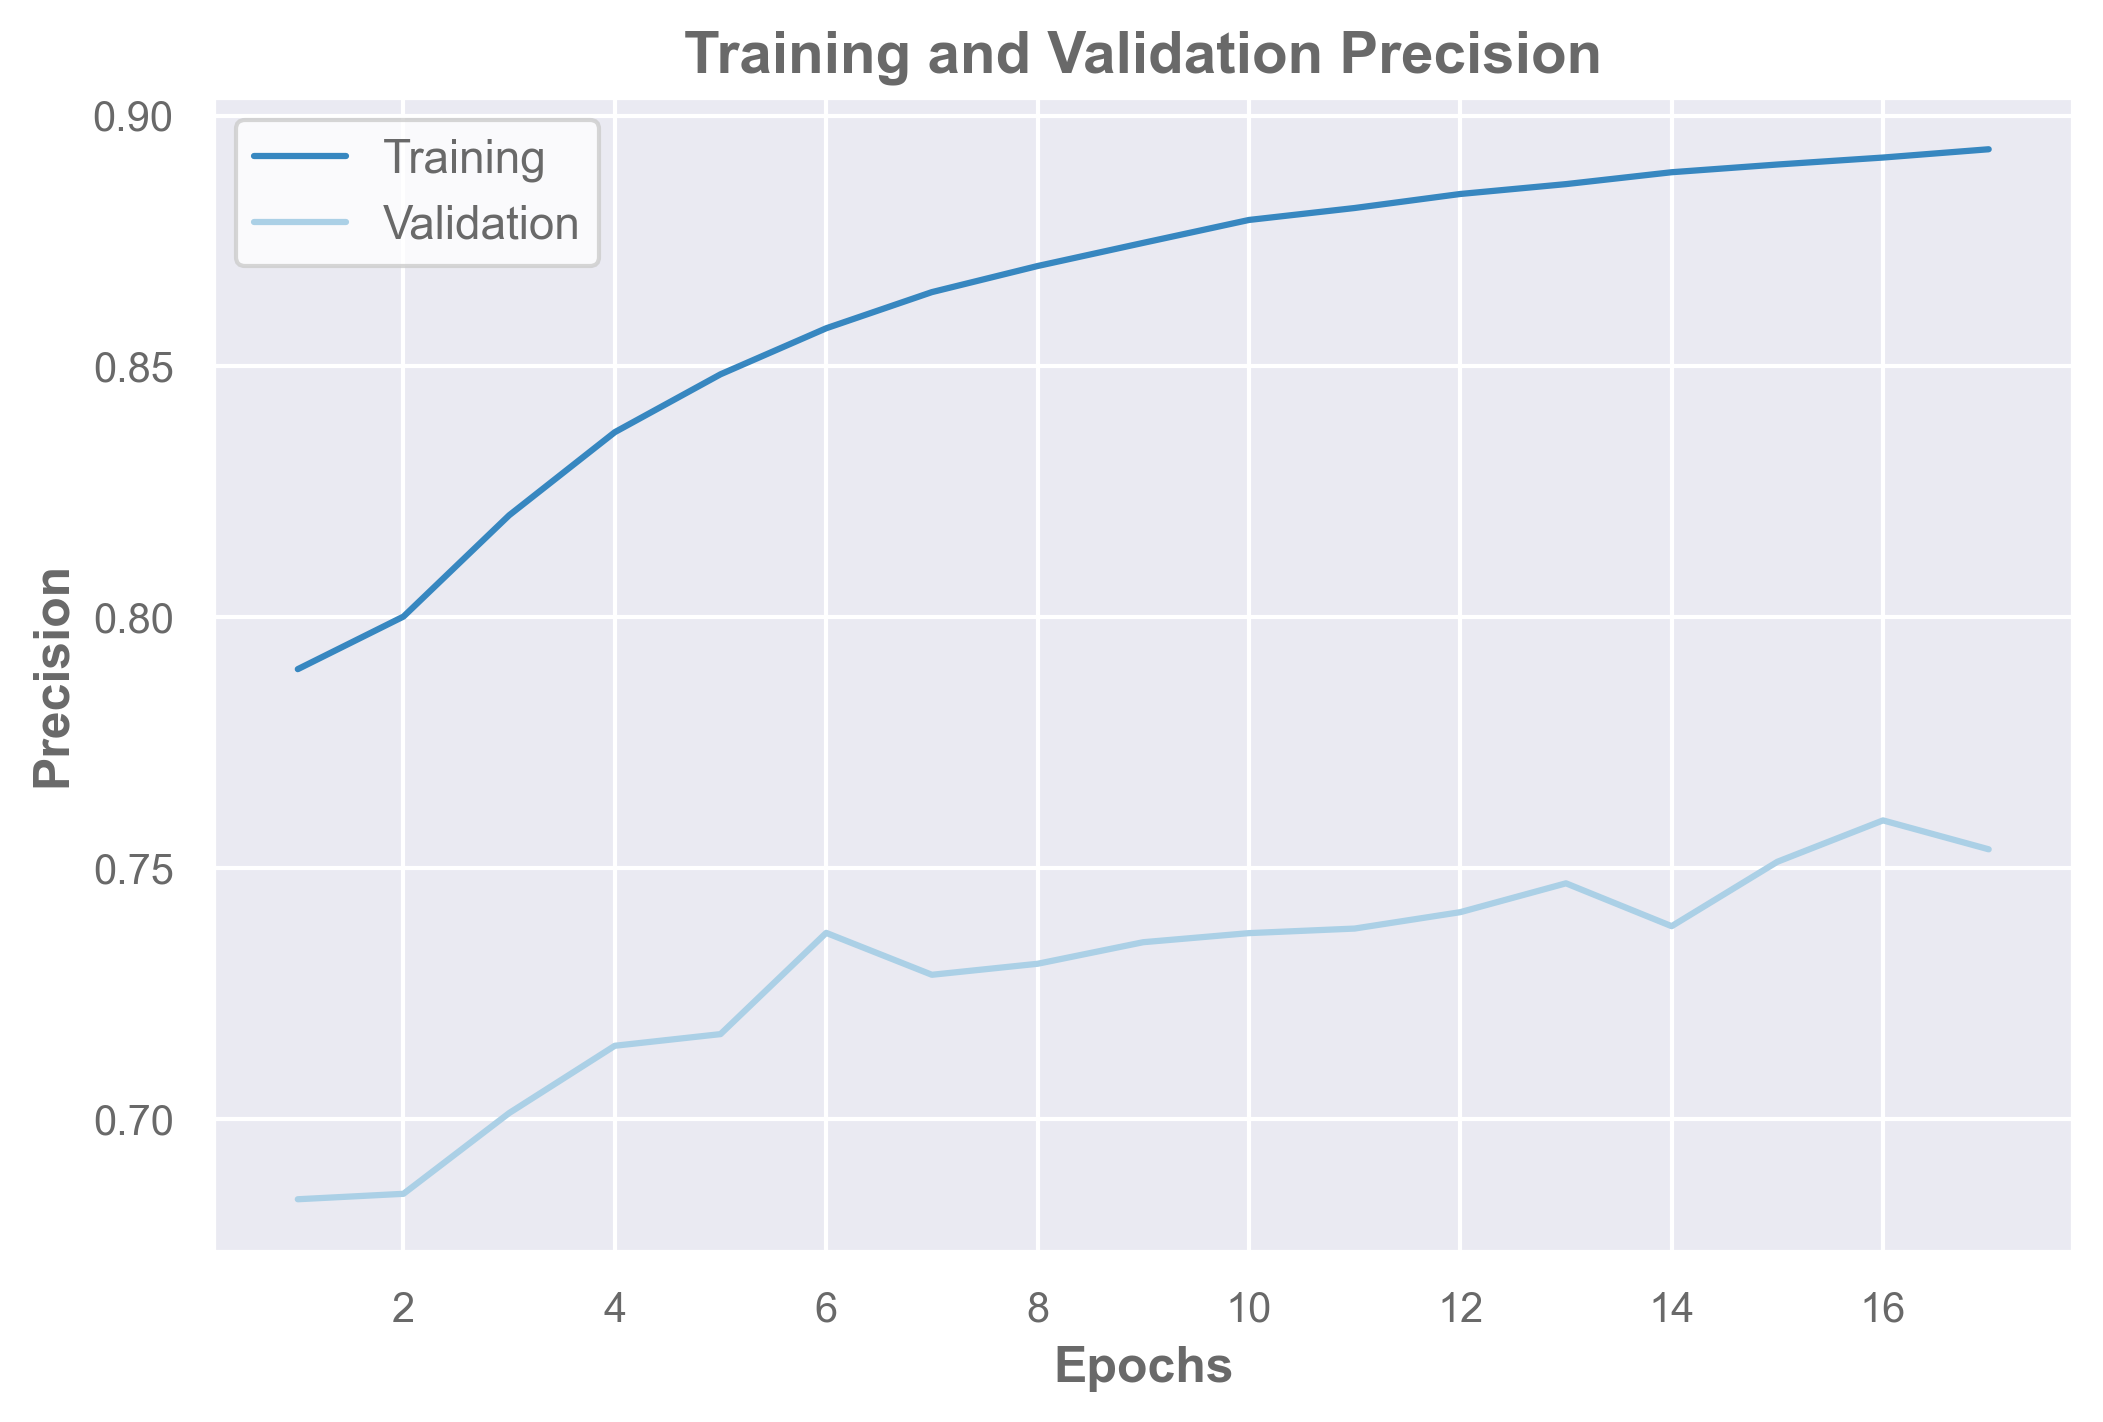 Training and Validation Precision
Training
Validation
Precision
0.90
0.85
0.80
0.75
0.70
2 4 6 8 10 12 14 16
Epochs